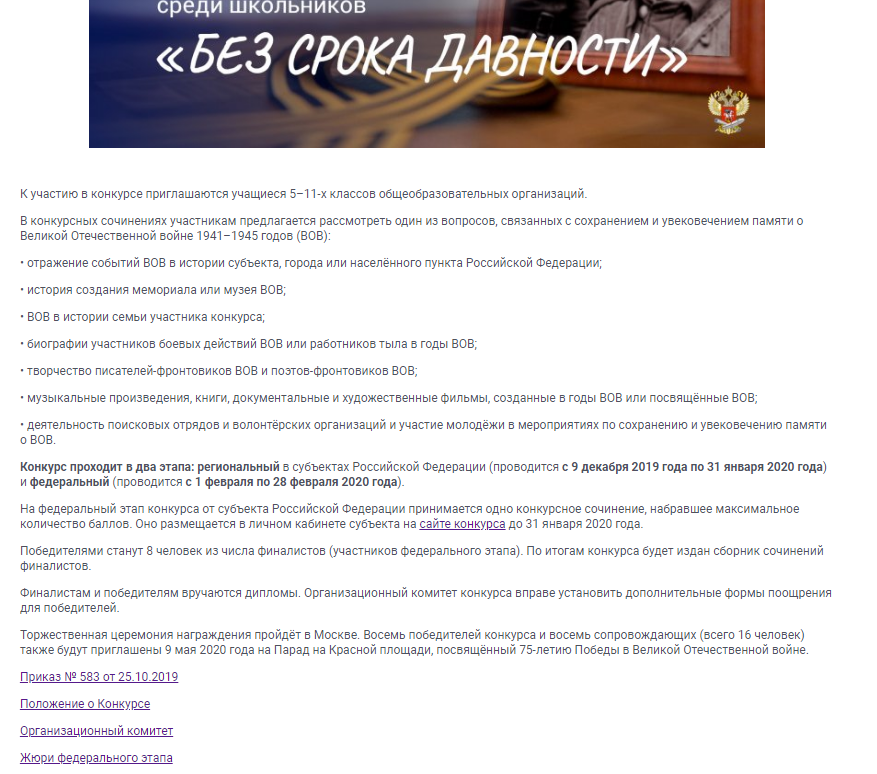 среди школьников
«БЕЗ СРОКА ДАВНОСТИ»
К участию в конкурсе приглашаются учащиеся 5–11-х классов общеобразовательных организаций.
В конкурсных сочинениях участникам предлагается рассмотреть один из вопросов, связанных с сохранением и увековечением памяти о
Великой Отечественной войне 1941–1945 годов (ВОВ):
• отражение событий ВОВ в истории субъекта, города или населённого пункта Российской Федерации;
• история создания мемориала или музея ВОВ;
• ВОВ в истории семьи участника конкурса;
• биографии участников боевых действий ВОВ или работников тыла в годы ВОВ;
• творчество писателей-фронтовиков ВОВ и поэтов-фронтовиков ВОВ;
• музыкальные произведения, книги, документальные и художественные фильмы, созданные в годы ВОВ или посвящённые ВОВ;
• деятельность поисковых отрядов и волонтёрских организаций и участие молодёжи в мероприятиях по сохранению и увековечению памяти
о ВОВ.
Конкурс проходит в два этапа: региональный в субъектах Российской Федерации (проводится с 9 декабря 2019 года по 31 января 2020 года)
и федеральный (проводится с 1 февраля по 28 февраля 2020 года).
На федеральный этап конкурса от субъекта Российской Федерации принимается одно конкурсное сочинение, набравшее максимальное
количество баллов. Оно размещается в личном кабинете субъекта на сайте конкурса до 31 января 2020 года.
Победителями станут 8 человек из числа финалистов (участников федерального этапа). По итогам конкурса будет издан сборник сочинений
финалистов.
Финалистам и победителям вручаются дипломы. Организационный комитет конкурса вправе установить дополнительные формы поощрения
для победителей.
Торжественная церемония награждения пройдёт в Москве. Восемь победителей конкурса и восемь сопровождающих (всего 16 человек)
также будут приглашены 9 мая 2020 года на Парад на Красной площади, посвящённый 75-летию Победы в Великой Отечественной войне.
Приказ № 583 от 25.10.2019
Положение о Конкурсе
Организационный комитет
Жюри федерального этапа